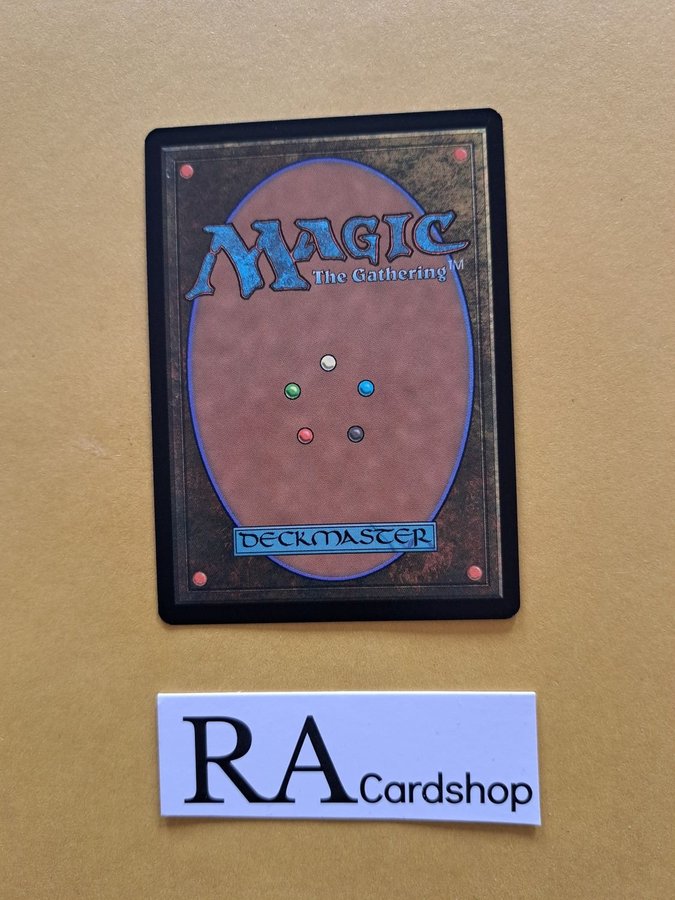 MAGIC
The Gathering™
DECKMASTER
RA Cardshop